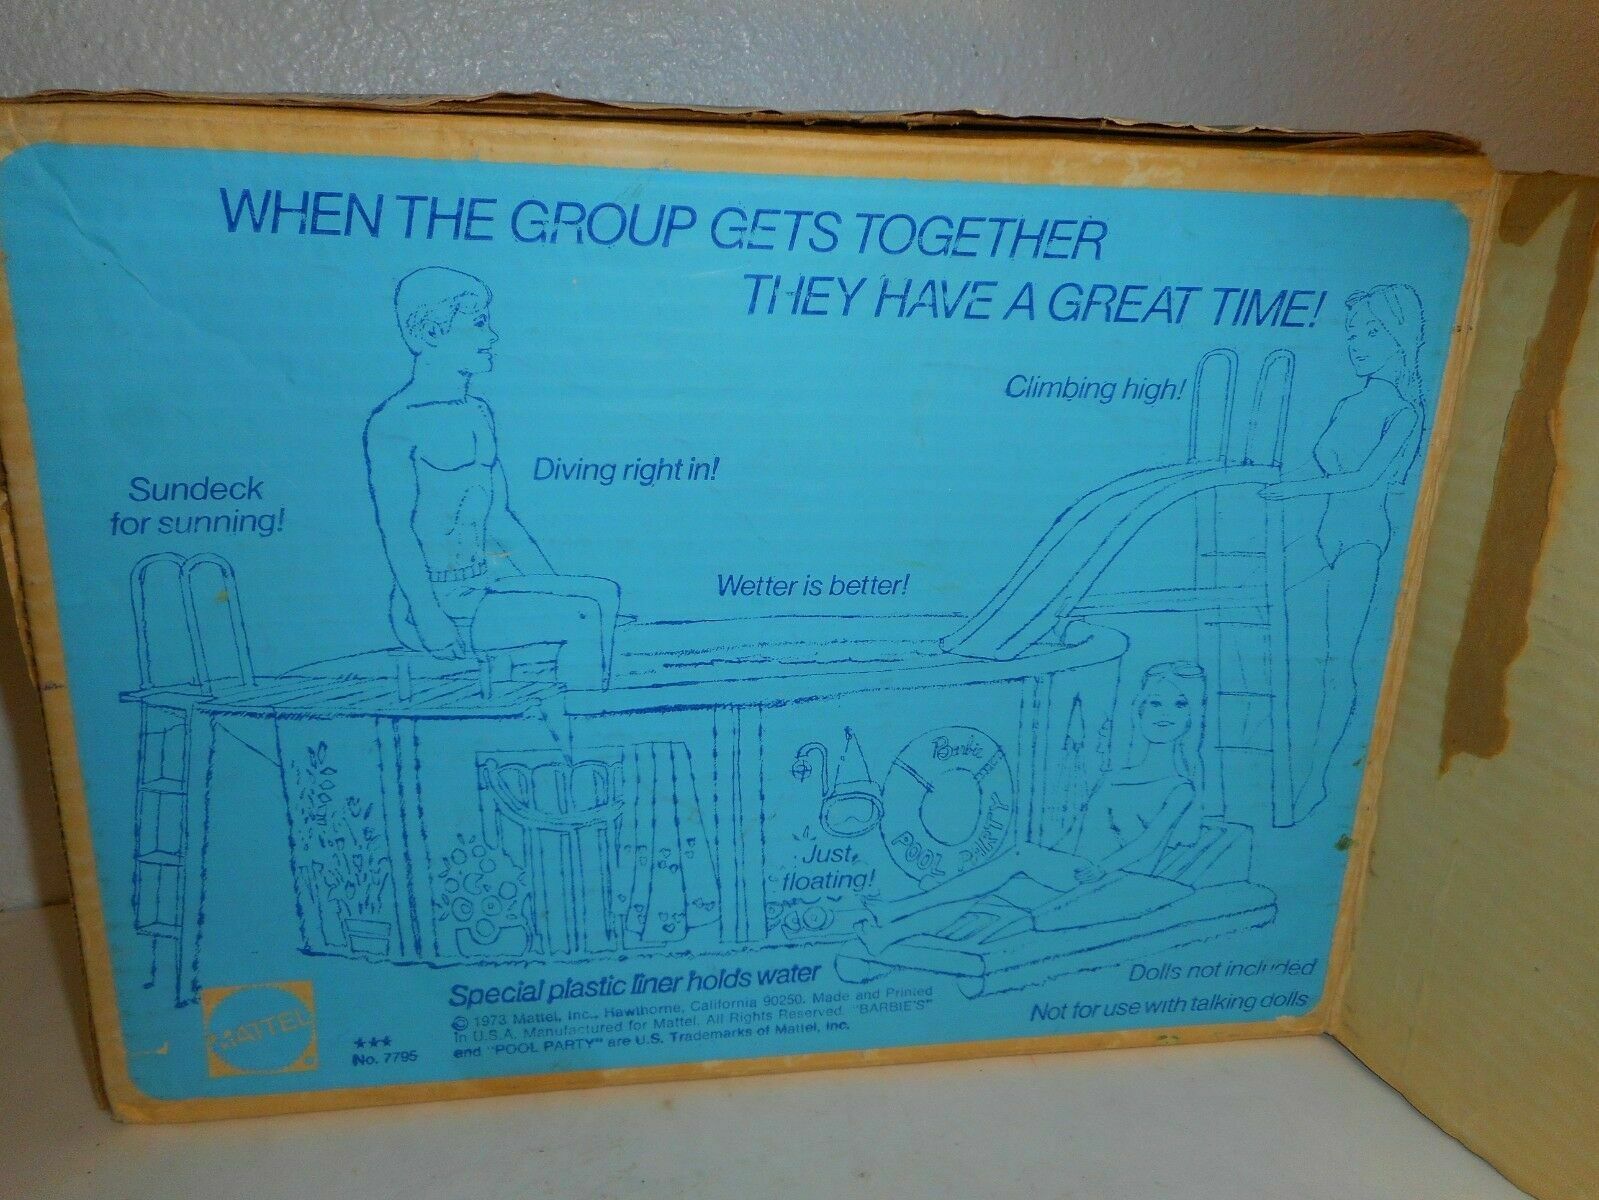 WHEN THE GROUP GETS TOGETHER
THEY HAVE A GREAT TIME!
Climbing high!
Diving right in!
Sundeck
for sunning!
Wetter is better!
Barbie
POOL PARTY
Just
floating!
Special plastic liner holds water
© 1973 Mattel, Inc., Hawthorne, California 90250. Made and Printed
in U.S.A. Manufactured for Mattel. All Rights Reserved. "BARBIE'S"
and "POOL PARTY" are U.S. Trademarks of Mattel, Inc.
Dolls not included
Not for use with talking dolls
MATTEL
★★★
No. 7795